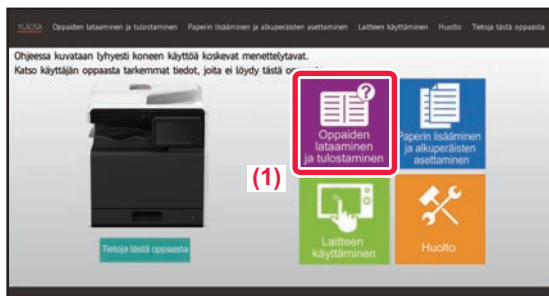 YLÄOSA Oppaiden lataaminen ja tulostaminen Paperin lisääminen ja alkuperäisten asettaminen Laitteen käyttäminen Huolto Tietoja tästä oppaasta
Ohjeessa kuvataan lyhyesti koneen käyttöä koskevat menettelytavat.
Katso käyttäjän oppaasta tarkemmat tiedot, joita ei löydy tästä
Oppaiden
lataaminen
ja tulostaminen
Paperin lisääminen
ja alkuperäisten
asettaminen
(1)
Laitteen
käyttäminen
Huolto
Tietoja tästä oppaasta